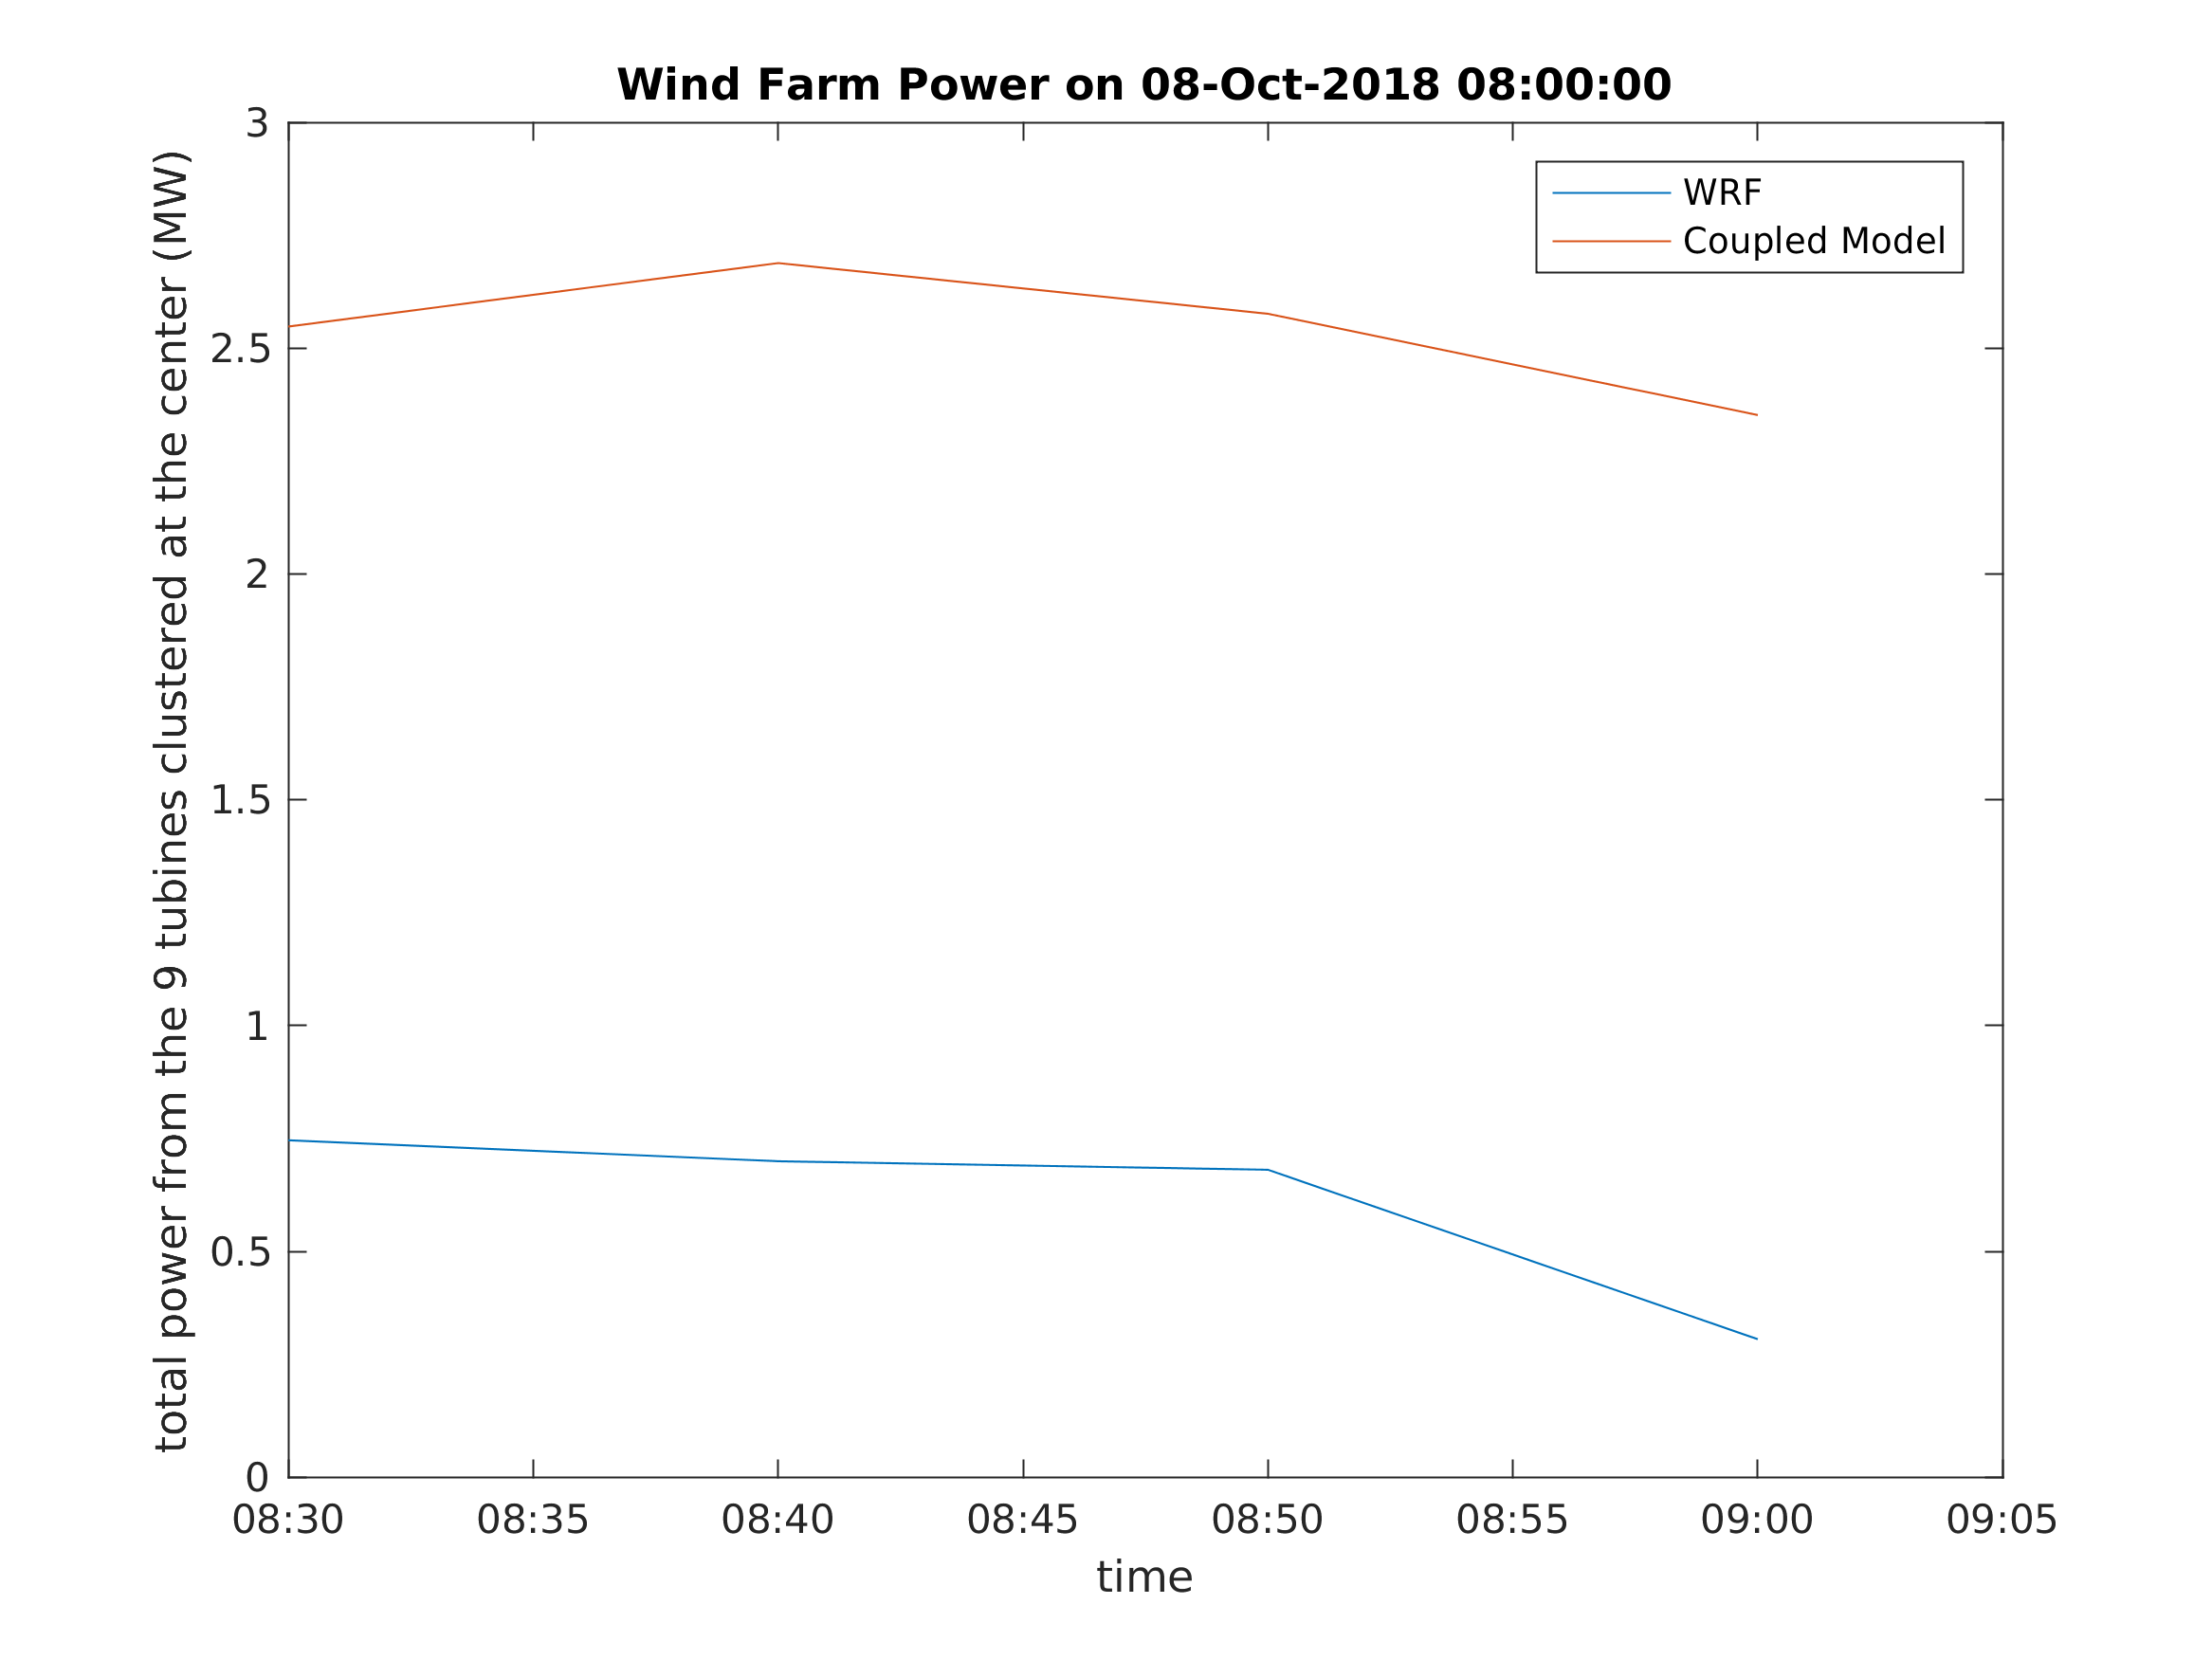 Wind Farm Power on 08-Oct-2018 08:00:00
total power from the 9 tubines clustered at the center (MW)
3
2.5
2
1.5
1
0.5
0
WRF
Coupled Model
08:30 08:35 08:40 08:45 08:50 08:55 09:00 09:05
time